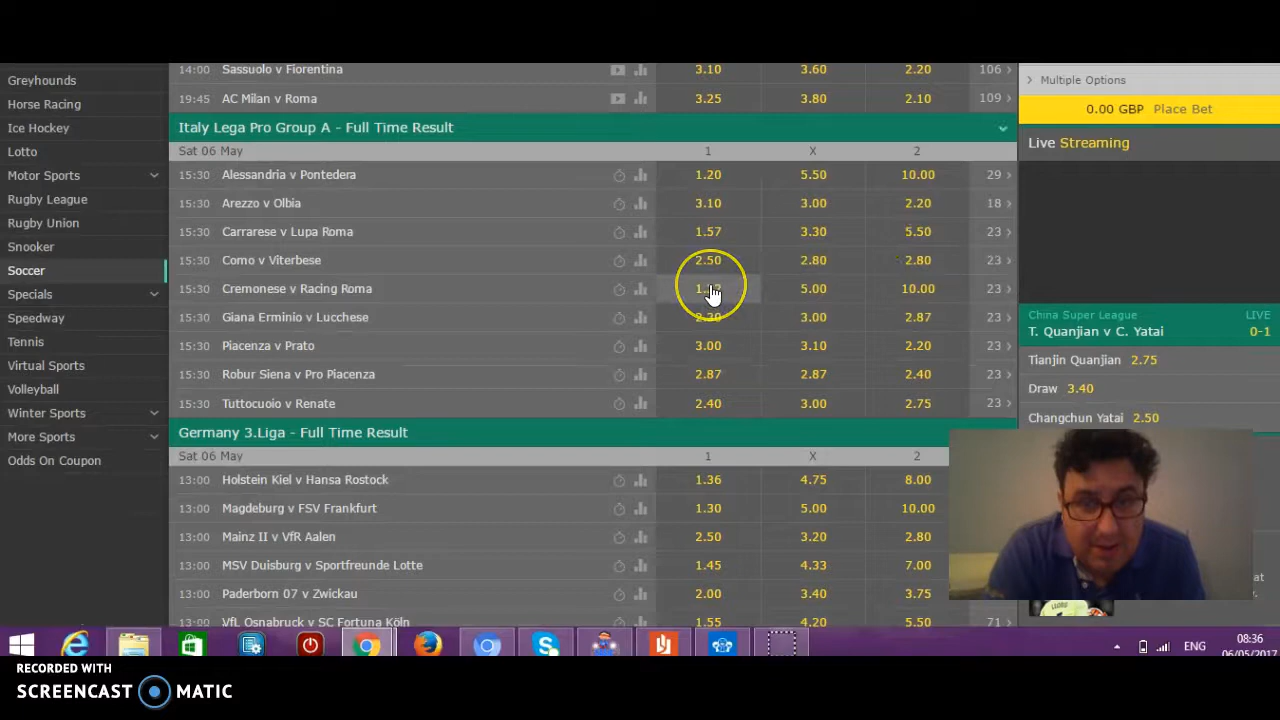 Greyhounds
Horse Racing
Ice Hockey
Lotto
Motor Sports
Rugby League
Rugby Union
Snooker
Soccer
Specials
Speedway
Tennis
Virtual Sports
Volleyball
Winter Sports
More Sports
Odds On Coupon
14:00 Sassuolo v Fiorentina 3.10 3.60 2.20 106
19:45 AC Milan v Roma 3.25 3.80 2.10 109
Italy Lega Pro Group A - Full Time Result
Sat 06 May 1 X 2
15:30 Alessandria v Pontedera 1.20 5.50 10.00 29
15:30 Arezzo v Olbia 3.10 3.00 2.20 18
15:30 Carrarese v Lupa Roma 1.57 3.30 5.50 23
15:30 Como v Viterbese 2.50 2.80 2.80 23
15:30 Cremonese v Racing Roma 5.00 10.00 23
15:30 Giana Erminio v Lucchese 3.00 2.87 23
15:30 Piacenza v Prato 3.00 3.10 2.20 23
15:30 Robur Siena v Pro Piacenza 2.87 2.87 2.40 23
15:30 Tuttocuoio v Renate 2.40 3.00 2.75 23
Germany 3.Liga - Full Time Result
Sat 06 May 1 X 2
13:00 Holstein Kiel v Hansa Rostock 1.36 4.75 8.00
13:00 Magdeburg v FSV Frankfurt 1.30 5.00 10.00
13:00 Mainz II v VfR Aalen 2.50 3.20 2.80
13:00 MSV Duisburg v Sportfreunde Lotte 1.45 4.33 7.00
13:00 Paderborn 07 v Zwickau 2.00 3.40 3.75
VfL Osnabruck v SC Fortuna Köln 1.55 4.20 5.50 71
Multiple Options
0.00 GBP Place Bet
Live Streaming
China Super League LIVE
T. Quanjian v C. Yatai 0-1
Tianjin Quanjian 2.75
Draw 3.40
Changchun Yatai 2.50
ENG
08:36
06/05/2017
RECORDED WITH
SCREENCAST MATIC